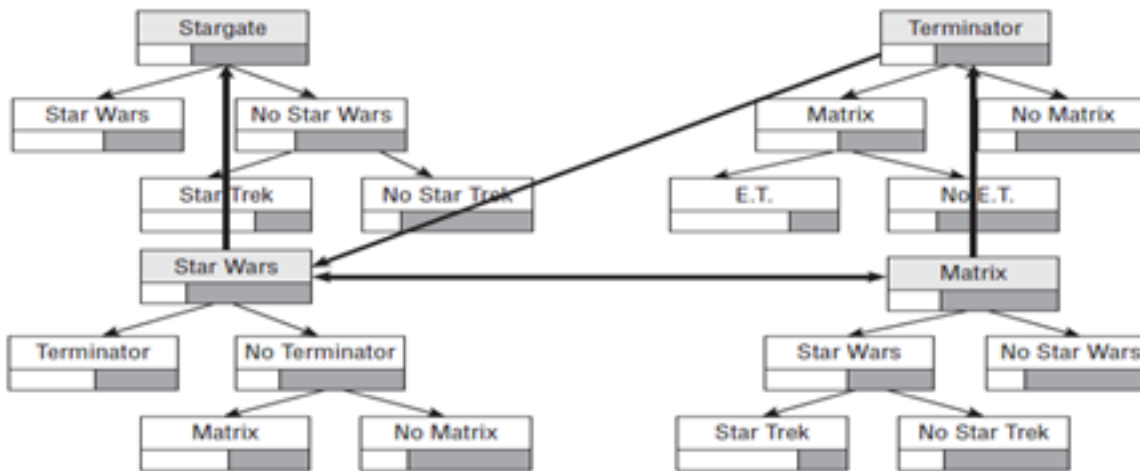 Stargate
Terminator
Star Wars
No Star Wars
Matrix
No Matrix
Star Trek
No Star Trek
E.T.
No E.T.
Star Wars
Matrix
Terminator
No Terminator
Star Wars
No Star Wars
Matrix
No Matrix
Star Trek
No Star Trek